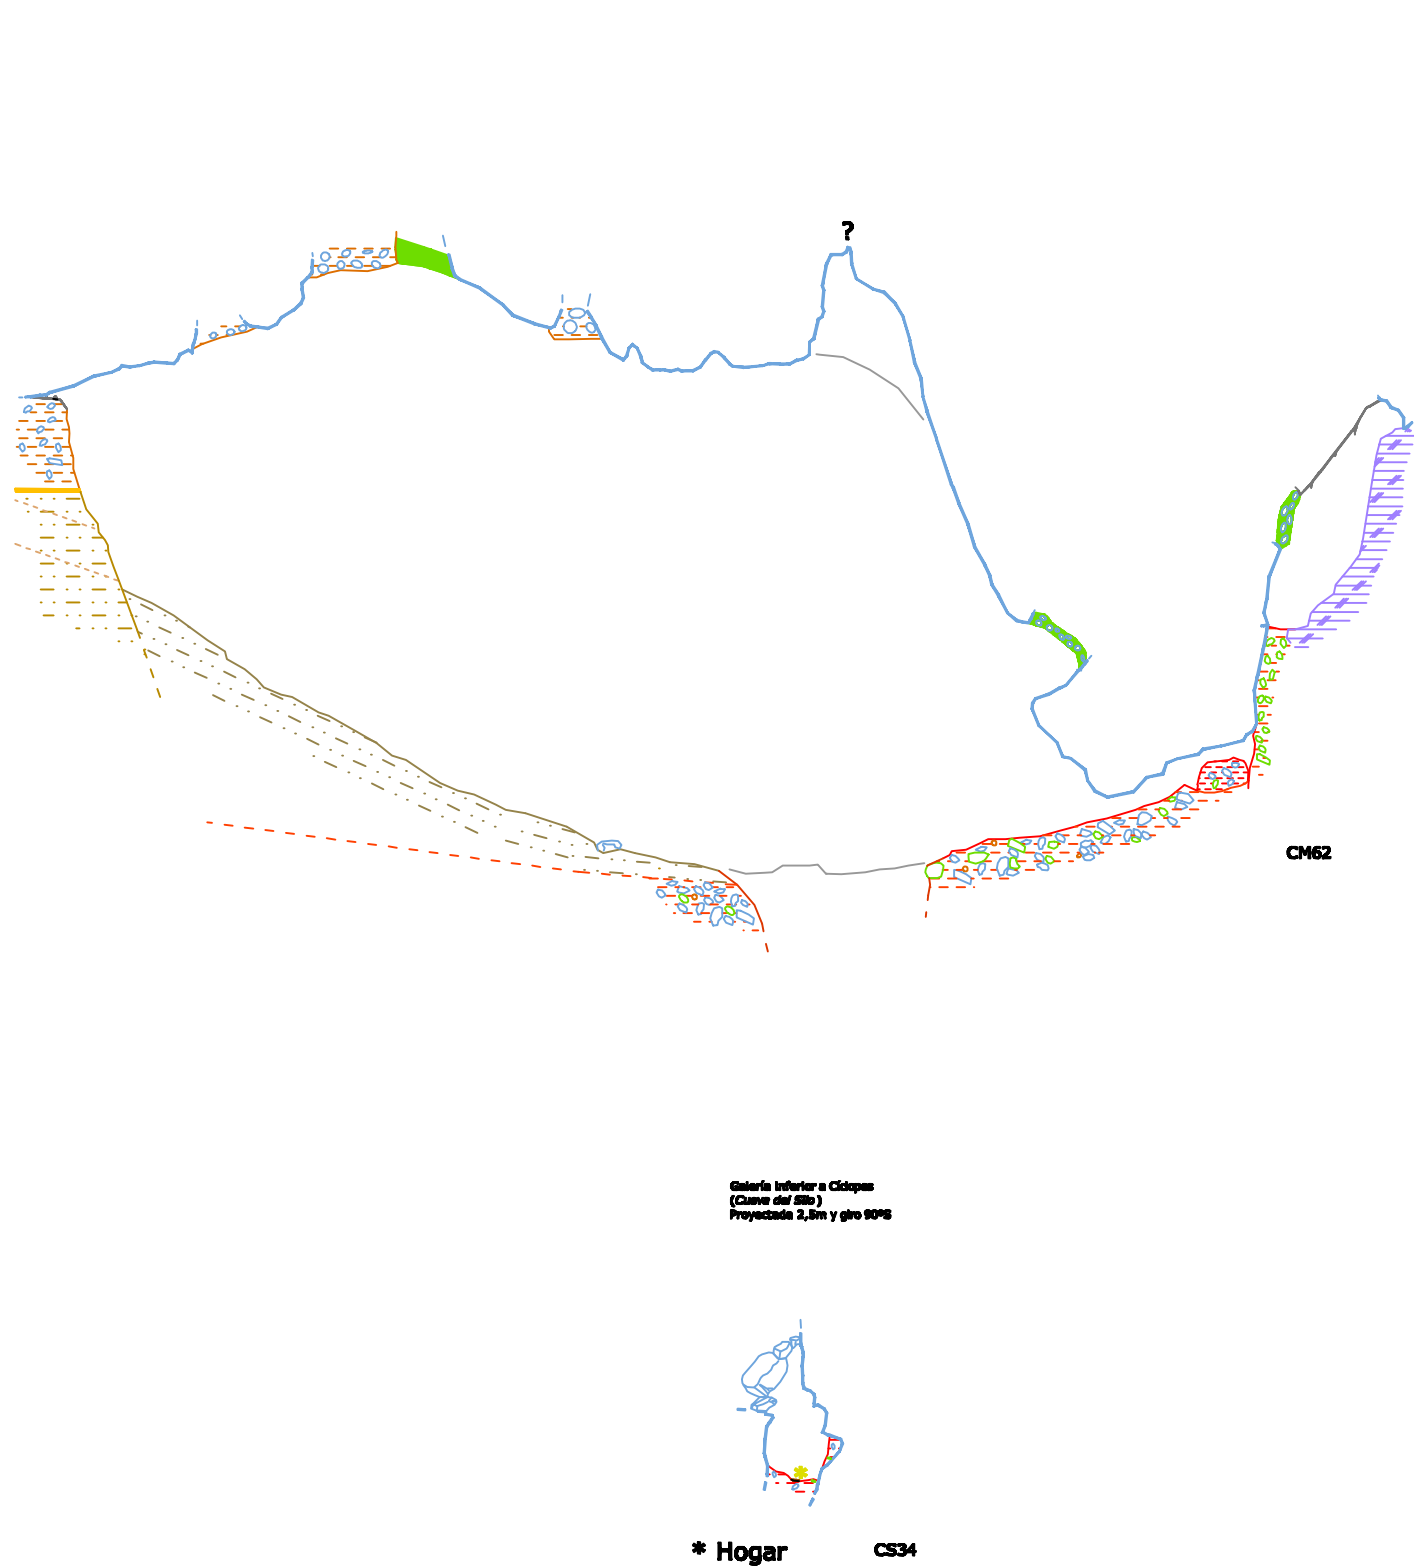 ?
CM62
Galería Inferior a Cíclopes
(Cueva del Silo)
Proyectada 2,5m y giro 90ºS
* Hogar
CS34